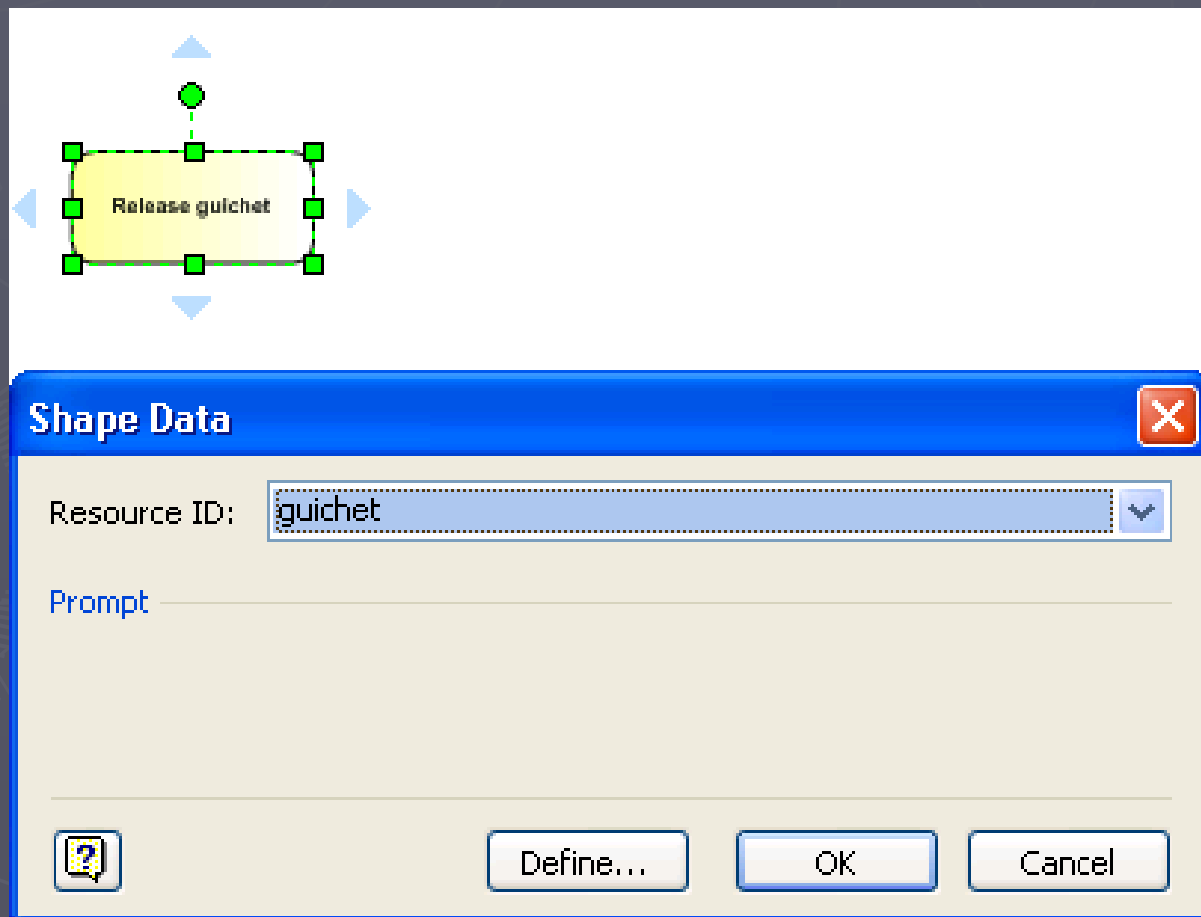 Release guichet
Shape Data
Resource ID: guichet
Prompt
? Define... OK Cancel